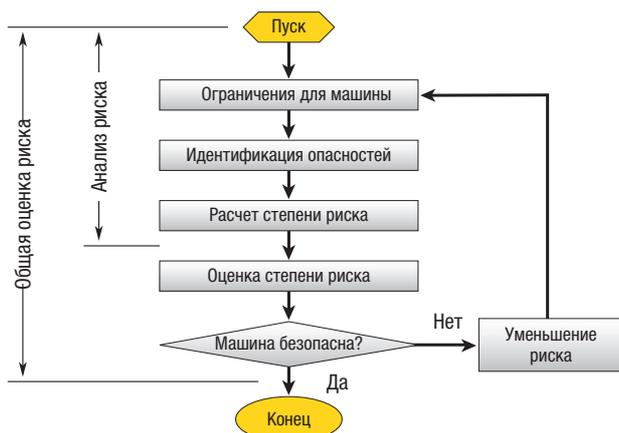 Пуск
Ограничения для машины
Идентификация опасностей
Расчет степени риска
Оценка степени риска
Машина безопасна?
Нет
Уменьшение
риска
Да
Конец
Анализ риска
Общая оценка риска